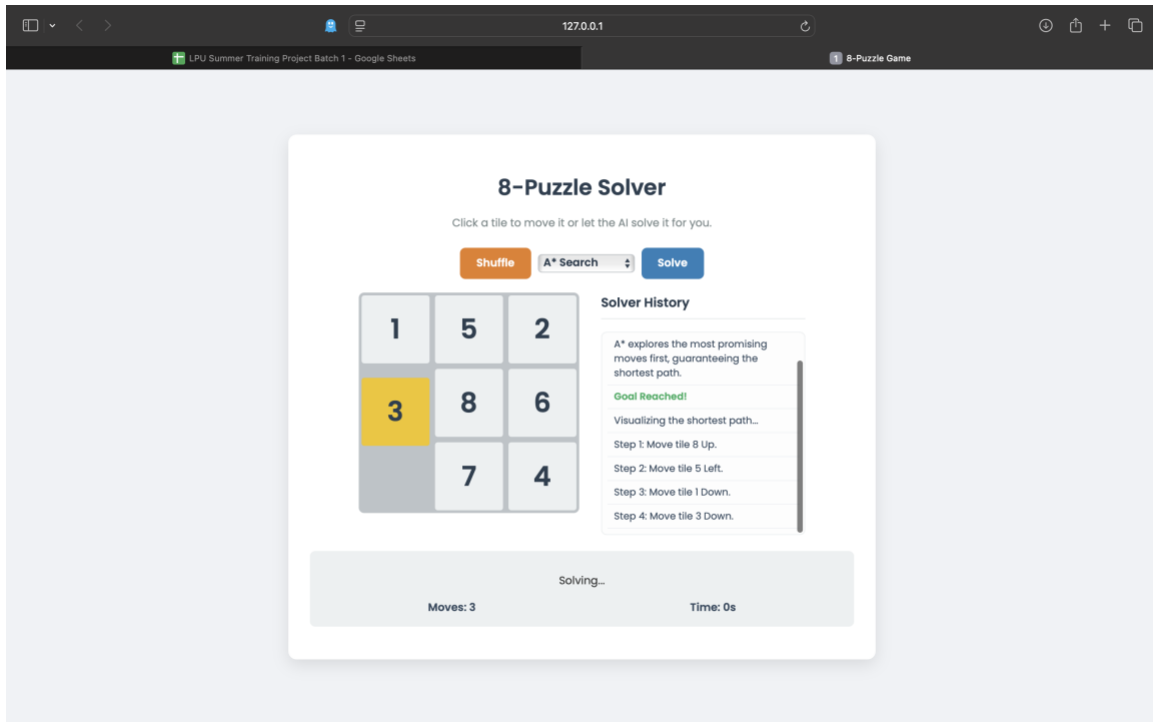 127.0.0.1
LPU Summer Training Project Batch 1 - Google Sheets
1 8-Puzzle Game
8-Puzzle Solver
Click a tile to move it or let the AI solve it for you.
Shuffle A* Search Solve
Solver History
1 5 2
3 8 6
7 4
A* explores the most promising
moves first, guaranteeing the
shortest path.
Goal Reached!
Visualizing the shortest path...
Step 1: Move tile 8 Up.
Step 2: Move tile 5 Left.
Step 3: Move tile 1 Down.
Step 4: Move tile 3 Down.
Solving...
Moves: 3 Time: 0s